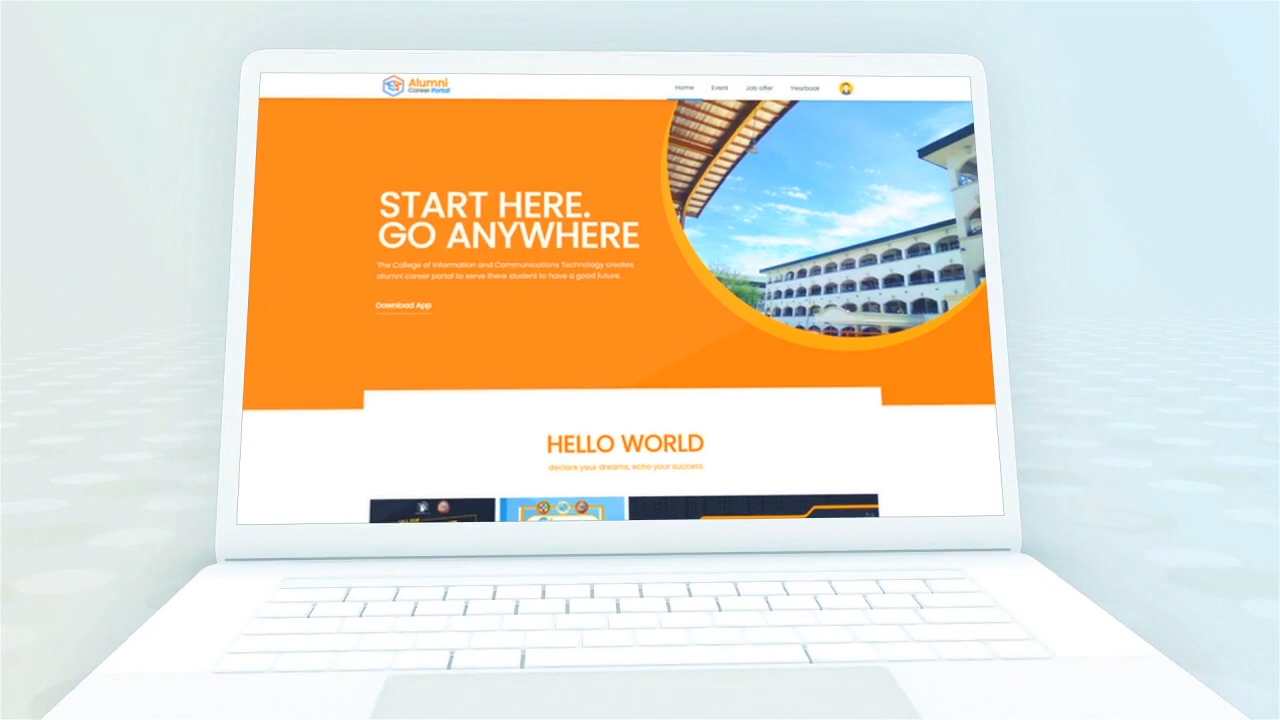 Alumni
Career Portal
Home Event Job offer Yearbook
START HERE.
GO ANYWHERE
The College of Information and Communications Technology creates
alumni career portal to serve there student to have a good future.
Download App
HELLO WORLD
declare your dreams, echo your success